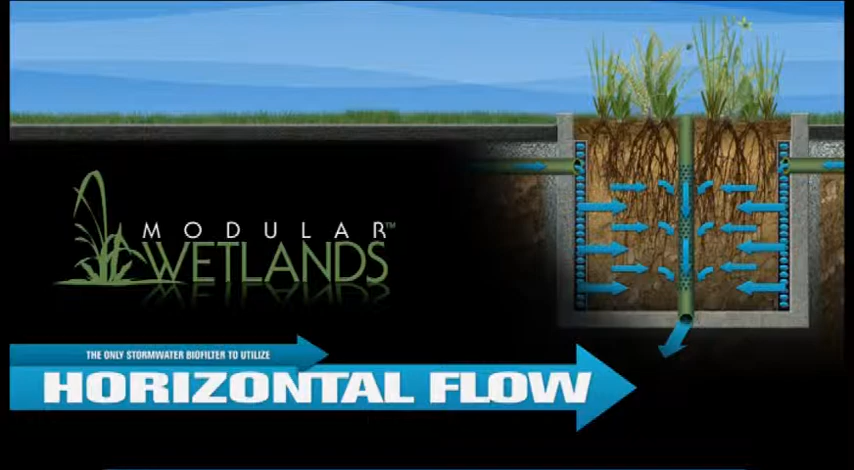 MODULAR™
WETLANDS
THE ONLY STORMWATER BIOFILTER TO UTILIZE
HORIZONTAL FLOW